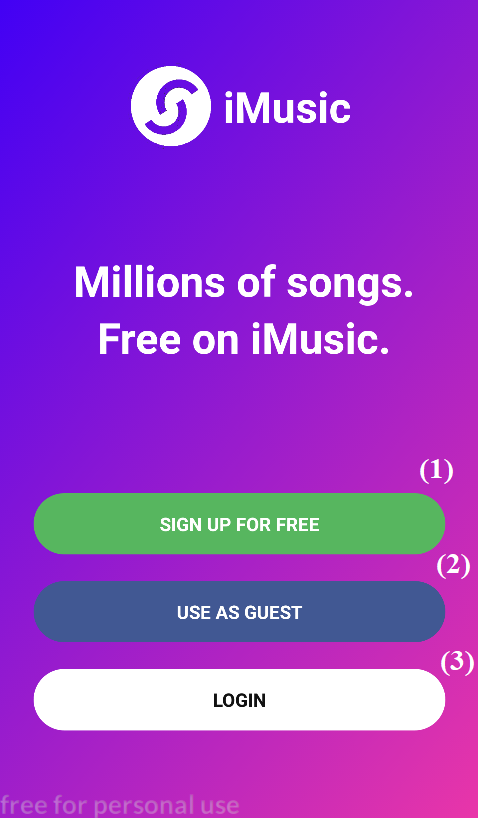 iMusic
Millions of songs.
Free on iMusic.
(1)
SIGN UP FOR FREE
(2)
USE AS GUEST
(3)
LOGIN
free for personal use